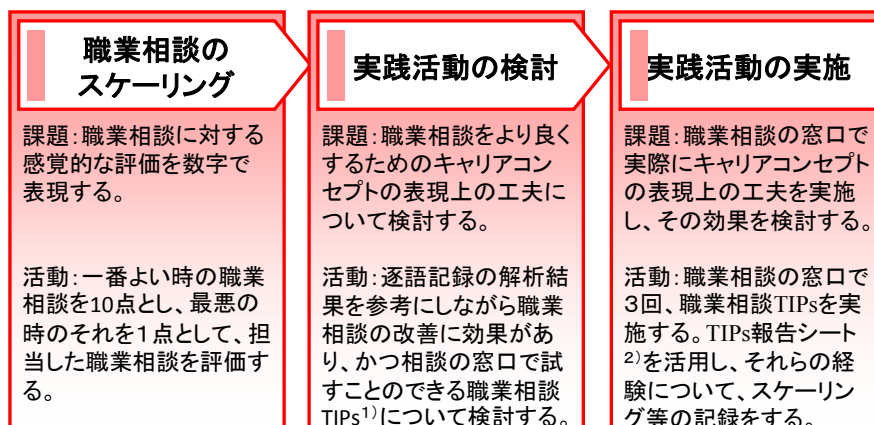 職業相談の
スケーリング
課題：職業相談に対する
感覚的な評価を数字で
表現する。
活動：一番よい時の職業
相談を10点とし、最悪の
時のそれを１点として、担
当した職業相談を評価す
る。
実践活動の検討
課題：職業相談をより良く
するためのキャリアコン
セプトの表現上の工夫に
ついて検討する。
活動：逐語記録の解析結
果を参考にしながら職業
相談の改善に効果があ
り、かつ相談の窓口で試
すことのできる職業相談
TIPs¹⁾について検討する。
実践活動の実施
課題：職業相談の窓口で
実際にキャリアコンセプト
の表現上の工夫を実施
し、その効果を検討する。
活動：職業相談の窓口で
３回、職業相談TIPsを実
施する。TIPs報告シート
²⁾を活用し、それらの経
験について、スケーリン
グ等の記録をする。